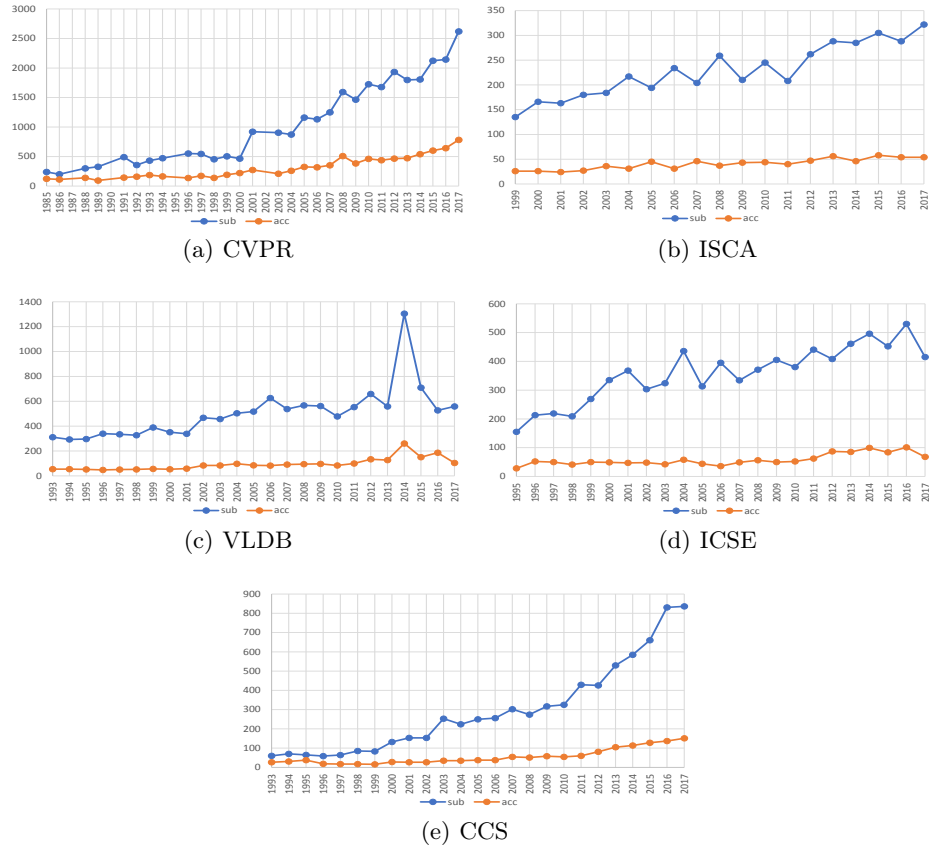 3000
2500
2000
1500
1000
500
0
1985 1986 1987 1988 1989 1990 1991 1992 1993 1994 1995 1996 1997 1998 1999 2000 2001 2002 2003 2004 2005 2006 2007 2008 2009 2010 2011 2012 2013 2014 2015 2016 2017
sub acc
(a) CVPR
350
300
250
200
150
100
50
0
1999 2000 2001 2002 2003 2004 2005 2006 2007 2008 2009 2010 2011 2012 2013 2014 2015 2016 2017
sub acc
(b) ISCA
1400
1200
1000
800
600
400
200
0
1993 1994 1995 1996 1997 1998 1999 2000 2001 2002 2003 2004 2005 2006 2007 2008 2009 2010 2011 2012 2013 2014 2015 2016 2017
sub acc
(c) VLDB
600
500
400
300
200
100
0
1995 1996 1997 1998 1999 2000 2001 2002 2003 2004 2005 2006 2007 2008 2009 2010 2011 2012 2013 2014 2015 2016 2017
sub acc
(d) ICSE
900
800
700
600
500
400
300
200
100
0
1993 1994 1995 1996 1997 1998 1999 2000 2001 2002 2003 2004 2005 2006 2007 2008 2009 2010 2011 2012 2013 2014 2015 2016 2017
sub acc
(e) CCS